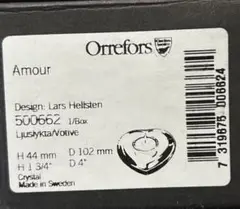 Orrefors
Amour
Design: Lars Hellsten
500662 1/Box
Ljuslykta/Votive
H 44 mm D 102 mm
H 1 3/4" D 4"
Crystal
Made in Sweden
7 319675 006624